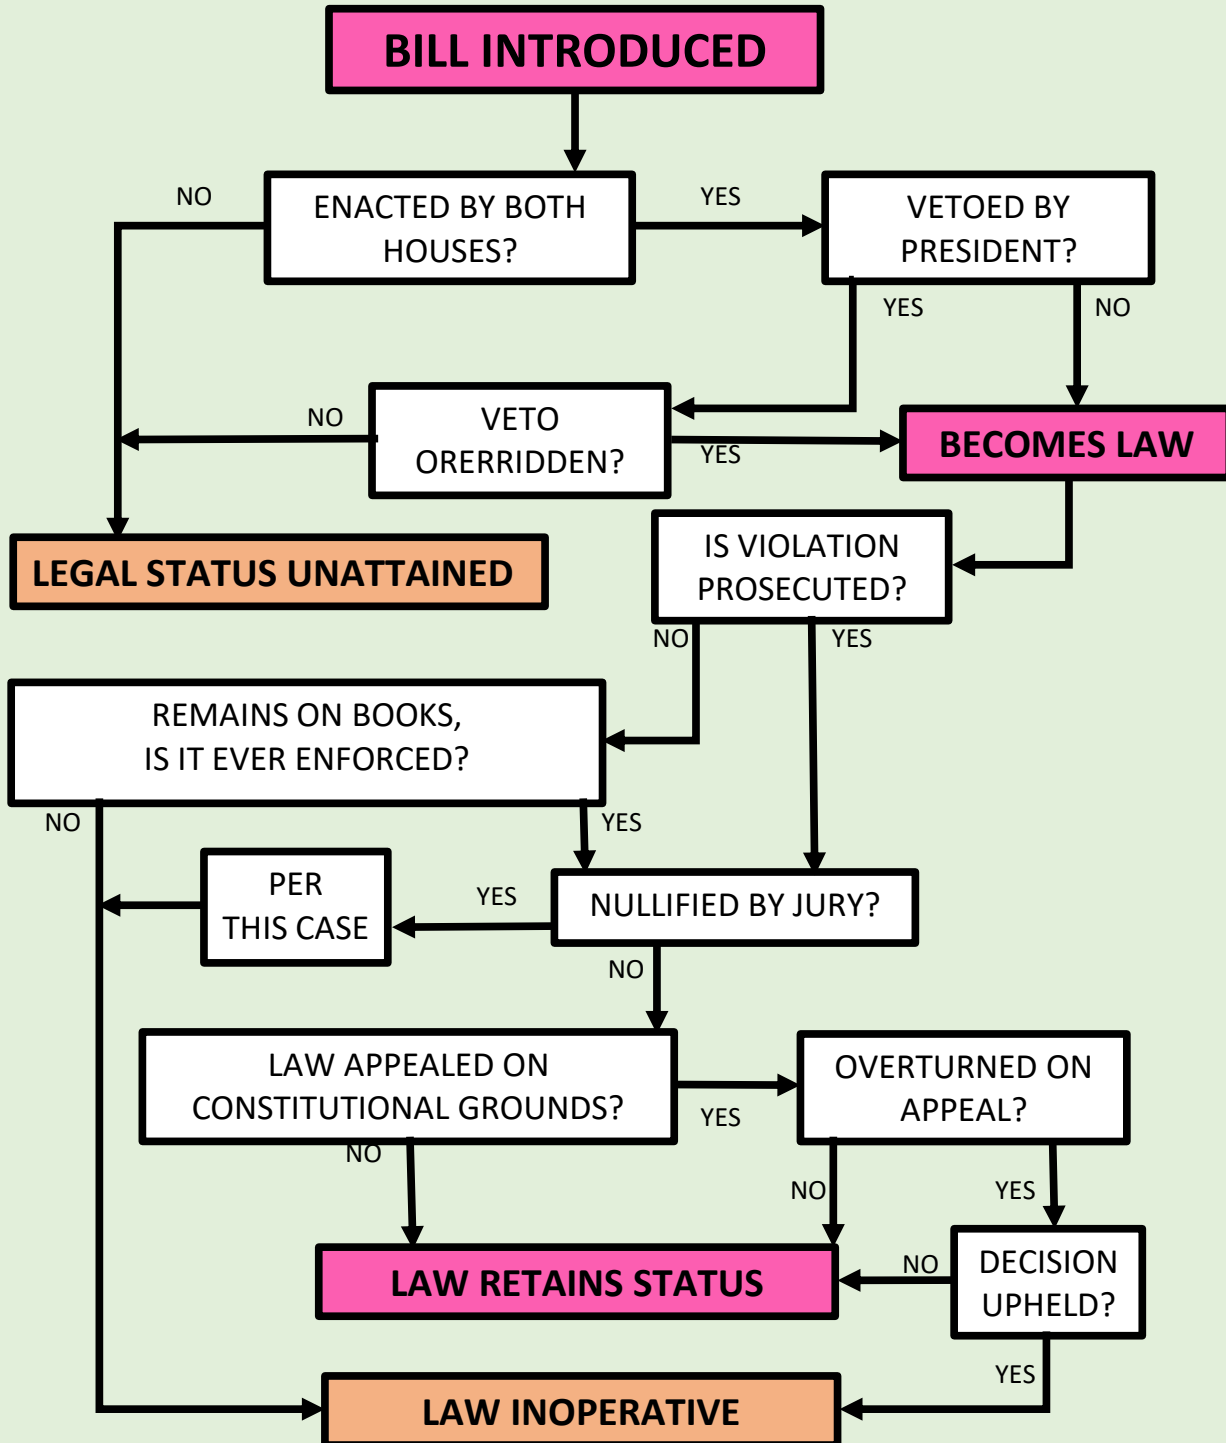 BILL INTRODUCED
NO
ENACTED BY BOTH
HOUSES?
YES
VETOED BY
PRESIDENT?
YES
NO
NO
VETO
ORERRIDDEN?
YES
BECOMES LAW
LEGAL STATUS UNATTAINED
IS VIOLATION
PROSECUTED?
NO
YES
REMAINS ON BOOKS,
IS IT EVER ENFORCED?
NO
YES
PER
THIS CASE
YES
NULLIFIED BY JURY?
NO
LAW APPEALED ON
CONSTITUTIONAL GROUNDS?
YES
OVERTURNED ON
APPEAL?
NO
NO
YES
LAW RETAINS STATUS
NO
DECISION
UPHELD?
YES
LAW INOPERATIVE